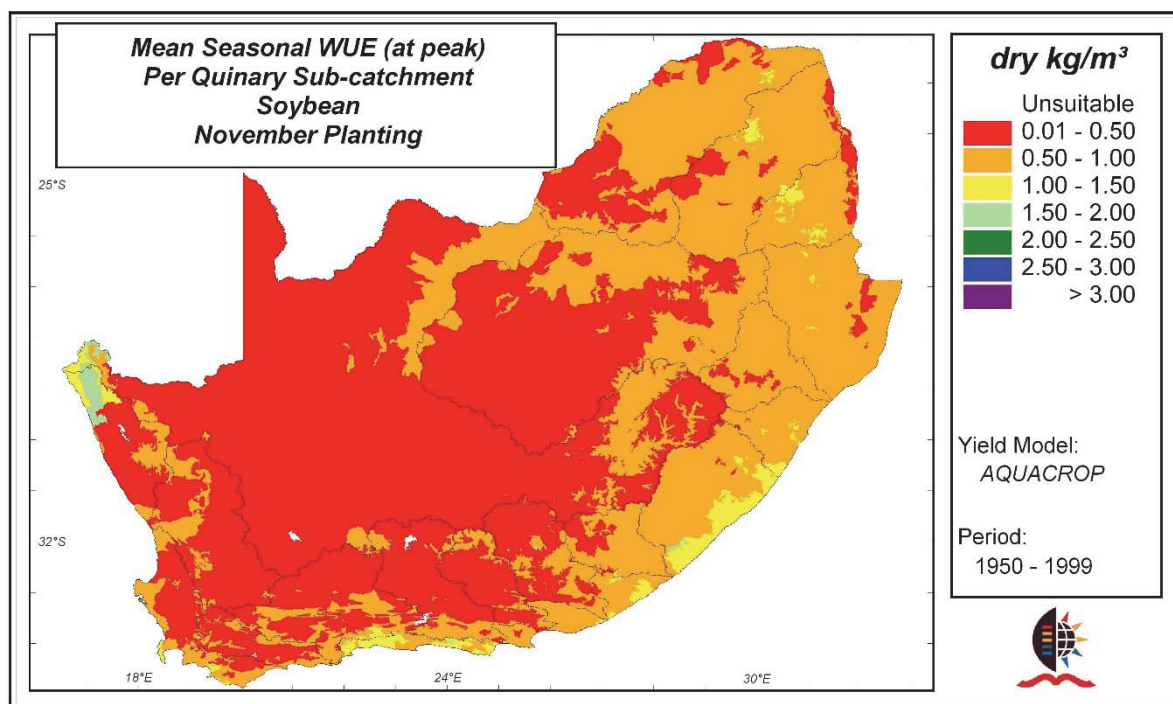 Mean Seasonal WUE (at peak)
Per Quinary Sub-catchment
Soybean
November Planting
25°S
32°S
18°E
24°E
30°E
dry kg/m³
Unsuitable
0.01 - 0.50
0.50 - 1.00
1.00 - 1.50
1.50 - 2.00
2.00 - 2.50
2.50 - 3.00
> 3.00
Yield Model:
AQUACROP
Period:
1950 - 1999